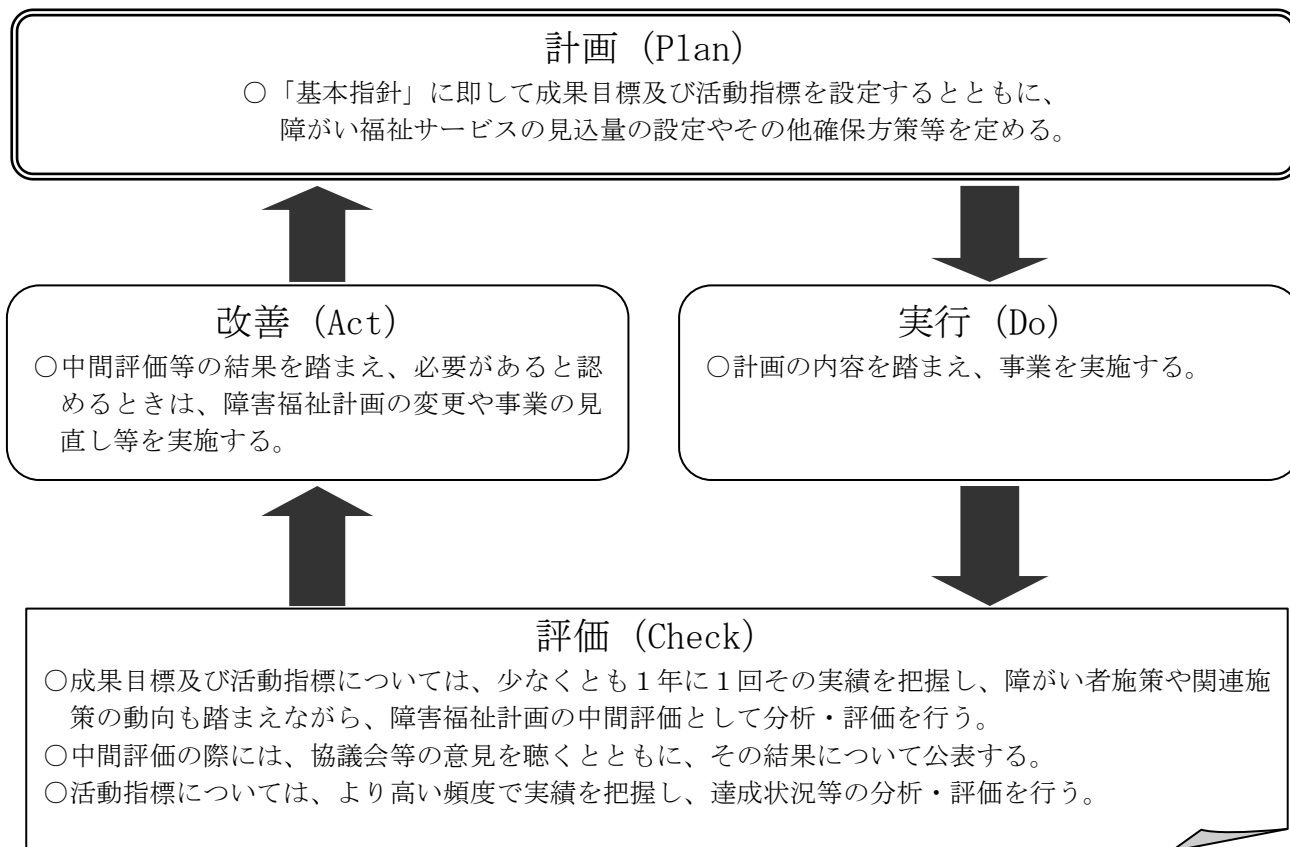 計画（Plan）
○「基本指針」に即して成果目標及び活動指標を設定するとともに、
障がい福祉サービスの見込量の設定やその他確保方策等を定める。
改善（Act）
○中間評価等の結果を踏まえ、必要があると認
めるときは、障害福祉計画の変更や事業の見
直し等を実施する。
実行（Do）
○計画の内容を踏まえ、事業を実施する。
評価（Check）
○成果目標及び活動指標については、少なくとも１年に１回その実績を把握し、障がい者施策や関連施
策の動向も踏まえながら、障害福祉計画の中間評価として分析・評価を行う。
○中間評価の際には、協議会等の意見を聴くとともに、その結果について公表する。
○活動指標については、より高い頻度で実績を把握し、達成状況等の分析・評価を行う。